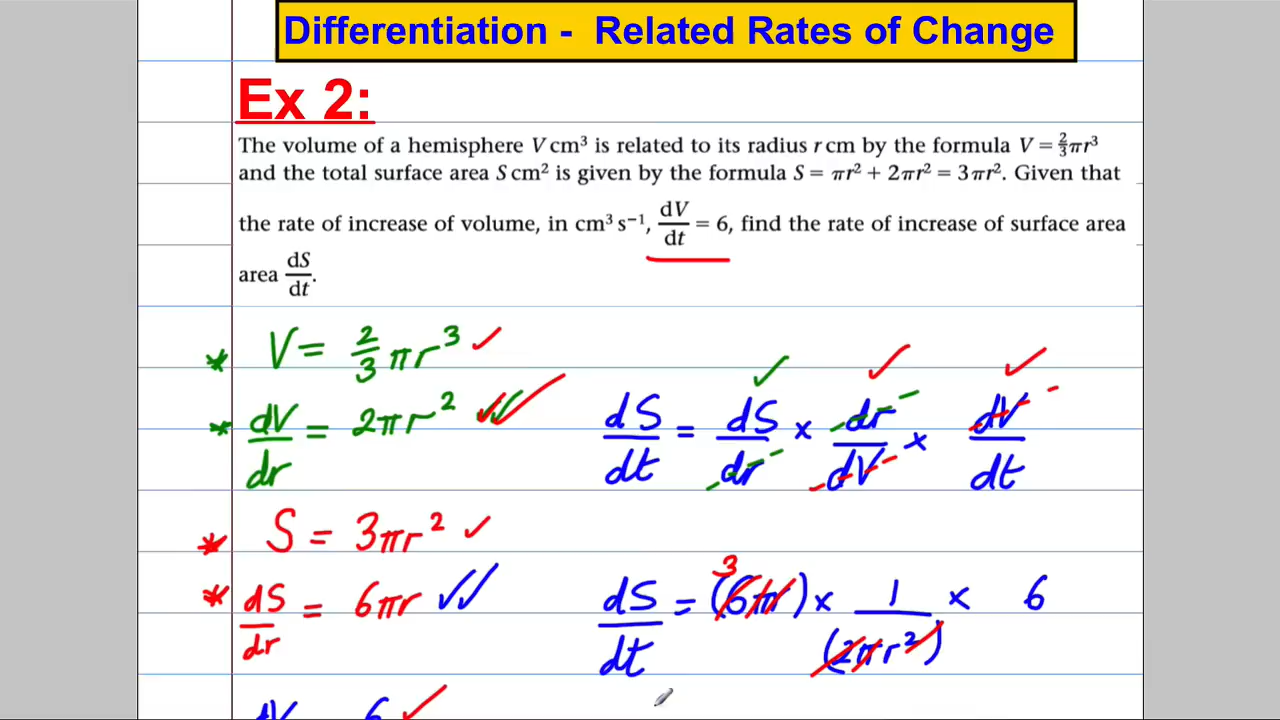 Differentiation - Related Rates of Change
Ex 2:
The volume of a hemisphere V cm³ is related to its radius r cm by the formula V = ⅔πr³
and the total surface area S cm² is given by the formula S = πr² + 2πr² = 3πr². Given that
the rate of increase of volume, in cm³ s⁻¹, dV/dt = 6, find the rate of increase of surface area
area dS/dt.
* V = 2/3 πr³ ✓
* dV/dr = 2πr² ✓✓
dS/dt = dS/dr × dr/dV × dV/dt
* S = 3πr² ✓
* dS/dr = 6πr ✓✓
dS/dt = (6πr) × 1/(2πr²) × 6
3
dV 6 ✓